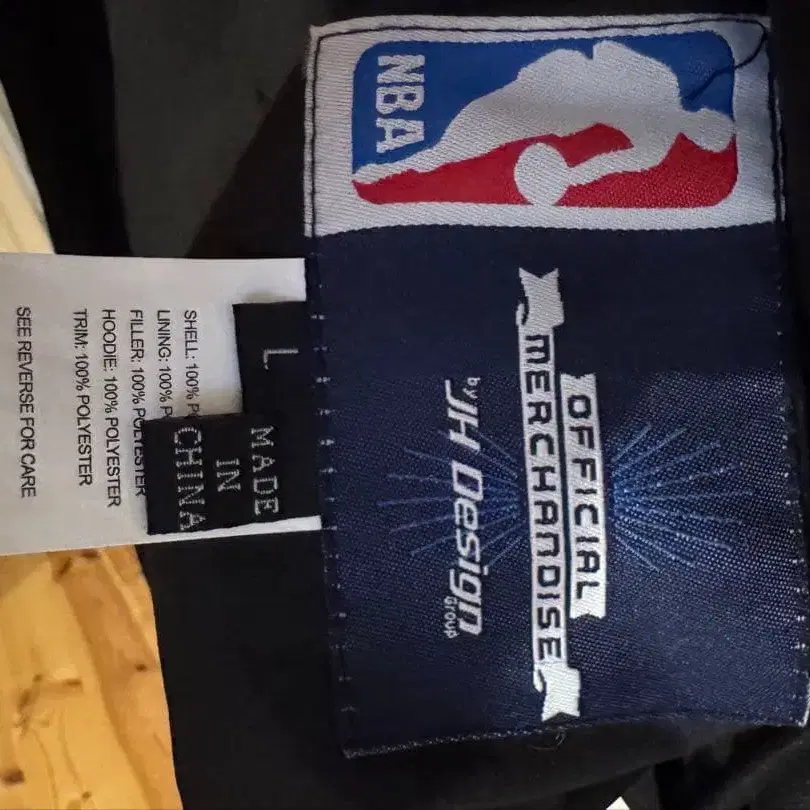 NBA
OFFICIAL
MERCHANDISE
by JH Design
group
L
MADE
IN
CHINA
SHELL: 100%
LINING: 100%
FILLER: 100% POLYESTER
HOODIE: 100% POLYESTER
TRIM: 100% POLYESTER
SEE REVERSE FOR CARE